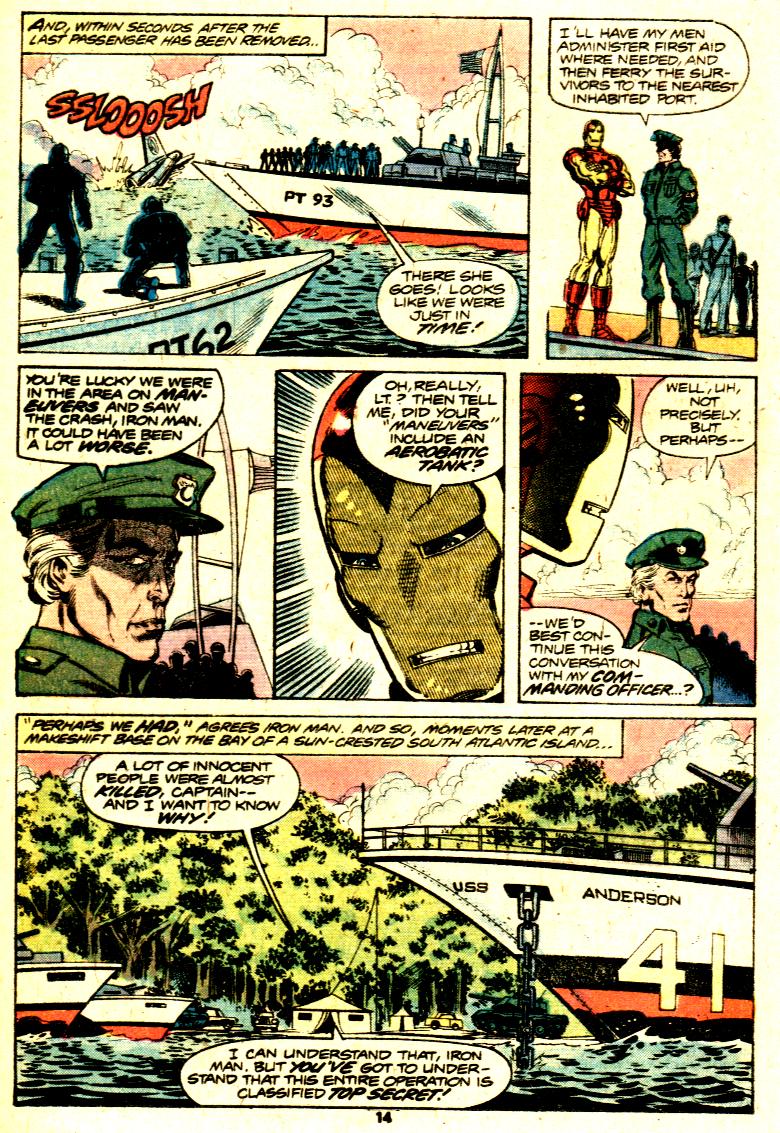 AND, WITHIN SECONDS AFTER THE
LAST PASSENGER HAS BEEN REMOVED...
SSLOOOSH
PT 93
PT 62
THERE SHE
GOES! LOOKS
LIKE WE WERE
JUST IN
TIME!
I'LL HAVE MY MEN
ADMINISTER FIRST AID
WHERE NEEDED, AND
THEN FERRY THE SUR-
VIVORS TO THE NEAREST
INHABITED PORT.
YOU'RE LUCKY WE WERE
IN THE AREA ON MAN-
EUVERS AND SAW
THE CRASH, IRON MAN.
IT COULD HAVE BEEN
A LOT WORSE.
OH, REALLY,
LT.? THEN TELL
ME, DID YOUR
"MANEUVERS"
INCLUDE AN
AEROBATIC
TANK?
WELL, UH,
NOT
PRECISELY.
BUT
PERHAPS--
--WE'D
BEST CON-
TINUE THIS
CONVERSATION
WITH MY COM-
MANDING OFFICER...?
"PERHAPS WE HAD," AGREES IRON MAN. AND SO, MOMENTS LATER AT A
MAKESHIFT BASE ON THE BAY OF A SUN-CRESTED SOUTH ATLANTIC ISLAND...
A LOT OF INNOCENT
PEOPLE WERE ALMOST
KILLED, CAPTAIN--
AND I WANT TO KNOW
WHY!
USS ANDERSON
41
I CAN UNDERSTAND THAT, IRON
MAN. BUT YOU'VE GOT TO UNDER-
STAND THAT THIS ENTIRE OPERATION IS
CLASSIFIED TOP SECRET!
14